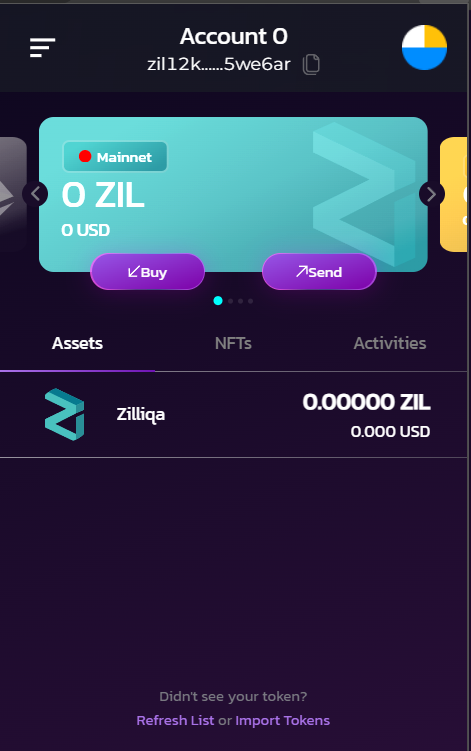 Account 0
zil12k......5we6ar
Mainnet
0 ZIL
0 USD
Buy
Send
Assets
NFTs
Activities
Zilliqa
0.00000 ZIL
0.000 USD
Didn't see your token?
Refresh List or Import Tokens